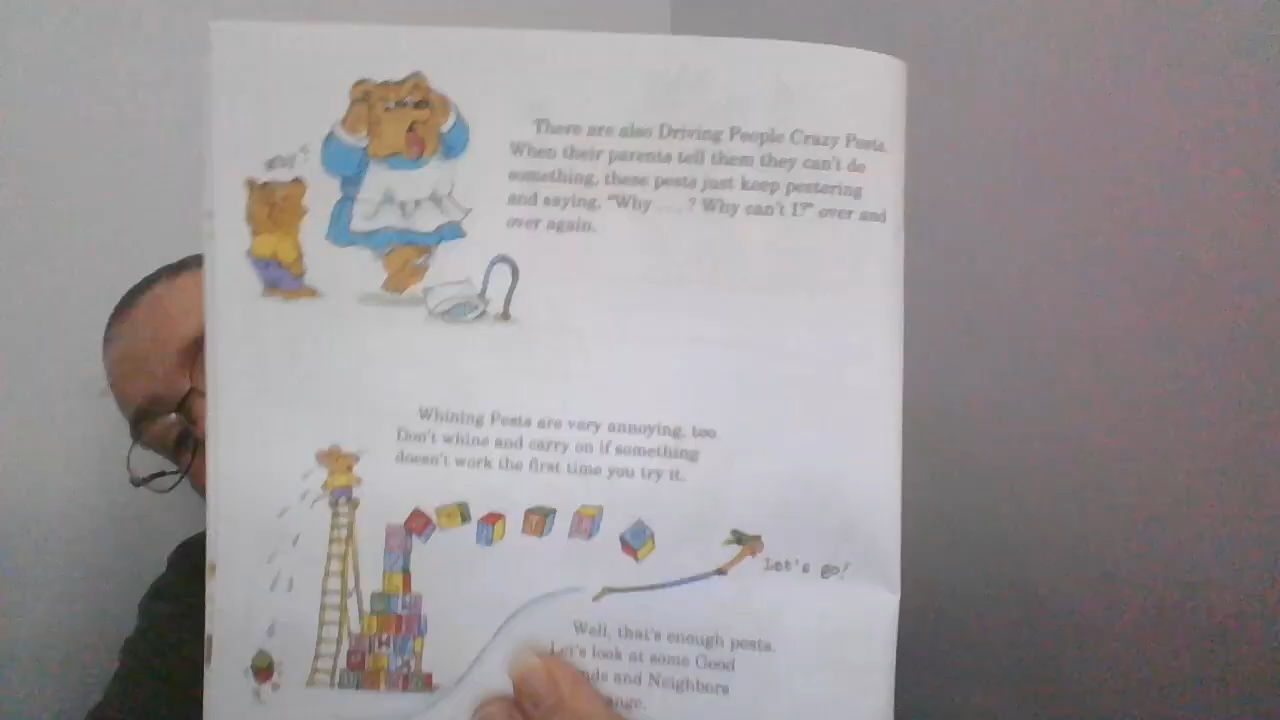 There are also Driving People Crazy Pests.
When their parents tell them they can't do
something, these pests just keep pestering
and saying, "Why . . . ? Why can't I?" over and
over again.
Whining Pests are very annoying, too.
Don't whine and carry on if something
doesn't work the first time you try it.
Let's go!
Well, that's enough pests.
Let's look at some Good
and Neighbors